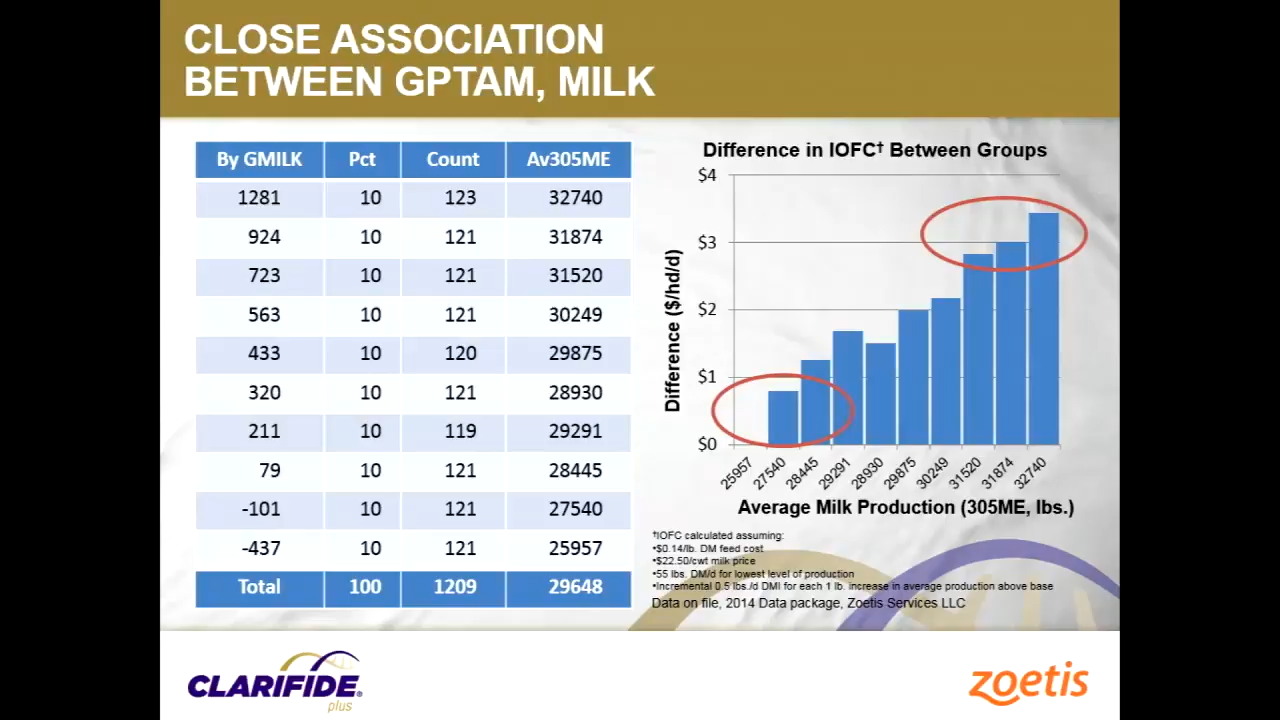 CLOSE ASSOCIATION
BETWEEN GPTAM, MILK
By GMILK Pct Count Av305ME
1281 10 123 32740
924 10 121 31874
723 10 121 31520
563 10 121 30249
433 10 120 29875
320 10 121 28930
211 10 119 29291
79 10 121 28445
-101 10 121 27540
-437 10 121 25957
Total 100 1209 29648
Difference in IOFC† Between Groups
$4
$3
$2
$1
$0
Difference ($/hd/d)
25957 27540 28445 29291 28930 29875 30249 31520 31874 32740
Average Milk Production (305ME, lbs.)
†IOFC calculated assuming:
•$0.14/lb. DM feed cost
•$22.50/cwt milk price
•55 lbs. DM/d for lowest level of production
•Incremental 0.5 lbs./d DMI for each 1 lb. increase in average production above base
Data on file, 2014 Data package, Zoetis Services LLC
CLARIFIDE®
plus
zoetis